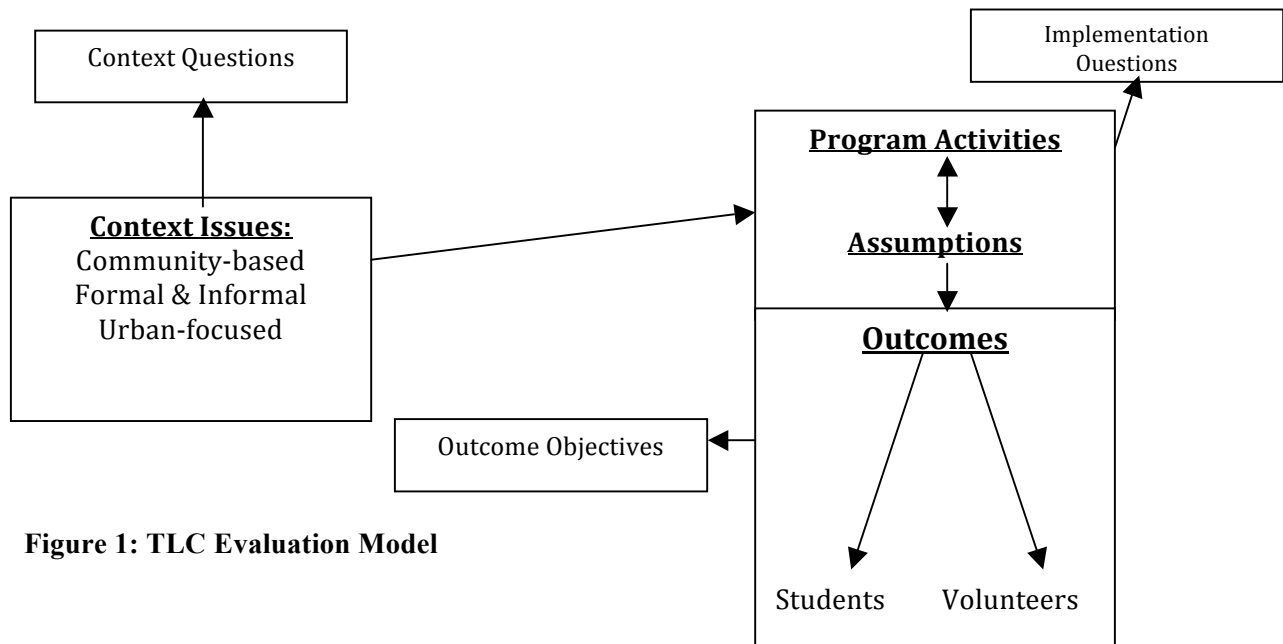 Context Questions
Implementation
Ouestions
Program Activities
Assumptions
Context Issues:
Community-based
Formal & Informal
Urban-focused
Outcomes
Outcome Objectives
Figure 1: TLC Evaluation Model
Students
Volunteers